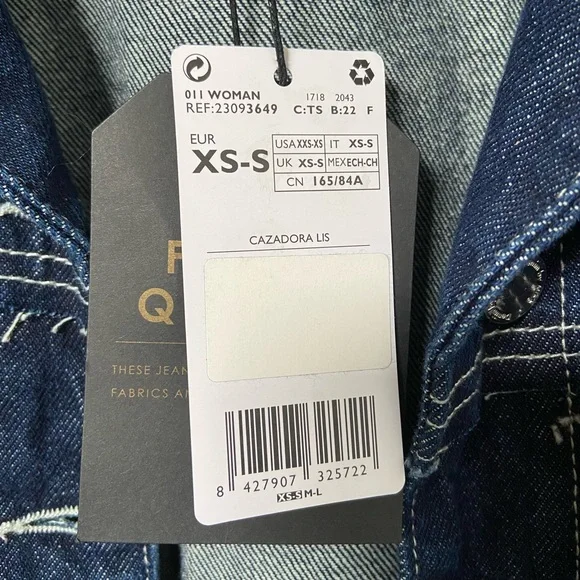 011 WOMAN 1718 2043
REF:23093649 C:TS B:22 F
EUR
XS-S
USA XXS-XS IT XS-S
UK XS-S MEX ECH-CH
CN 165/84A
CAZADORA LIS
F
Q
THESE JEAN
FABRICS A
8 427907 325722
XS-S M-L